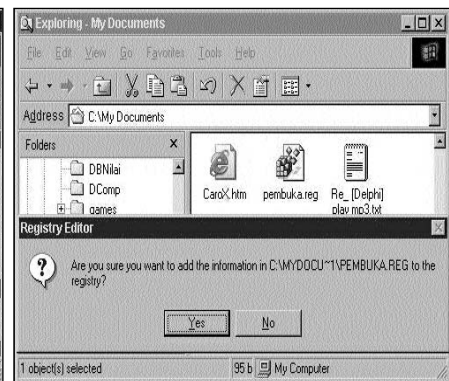 Exploring - My Documents
File Edit View Go Favorites Tools Help
Address C:\My Documents
Folders x
DBNilai
DComp
games
CaroX.htm pembuka.reg Re_ [Delphi]
play mp3.txt
Registry Editor
Are you sure you want to add the information in C:\MYDOCU~1\PEMBUKA.REG to the
registry?
Yes No
1 object(s) selected 95 b My Computer